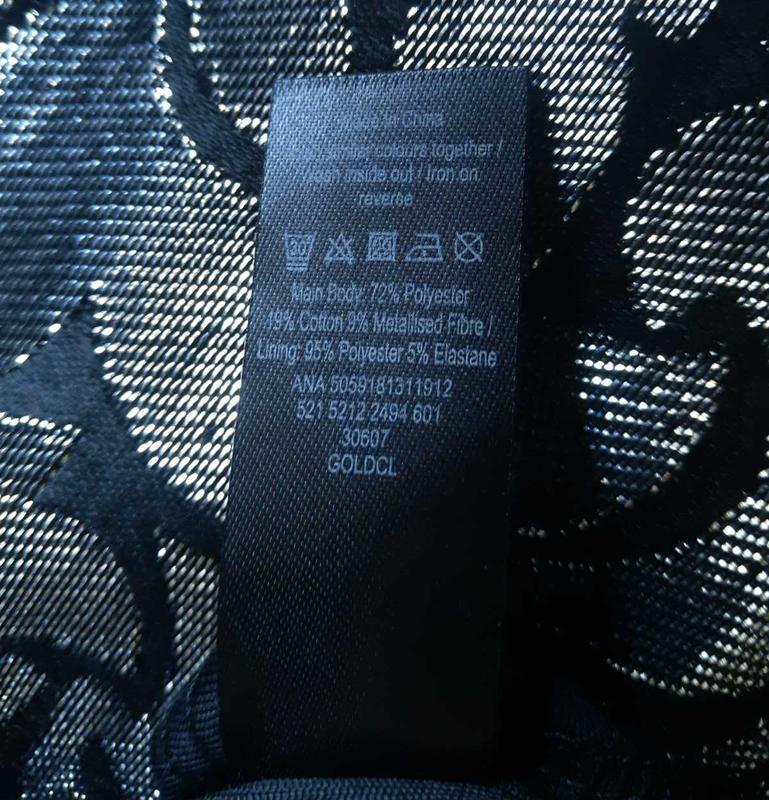 in China
colours together /
Wash inside out / Iron on
reverse
30
Main Body: 72% Polyester
19% Cotton 9% Metallised Fibre /
Lining: 95% Polyester 5% Elastane
ANA 5059181311912
521 5212 2494 601
30607
GOLDCL